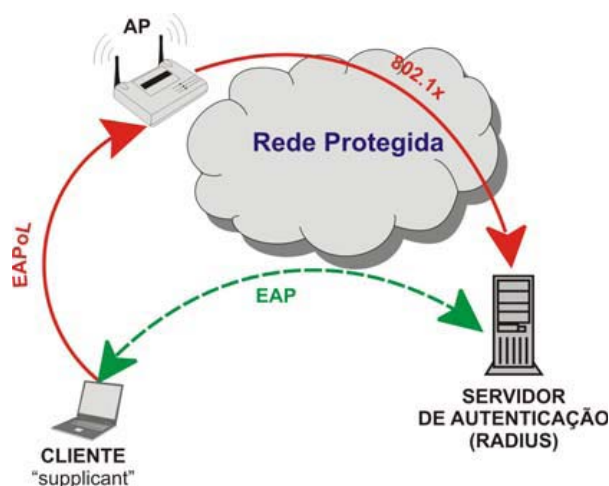 AP
802.1x
Rede Protegida
EAPoL
EAP
SERVIDOR
DE AUTENTICAÇÃO
(RADIUS)
CLIENTE
“supplicant”